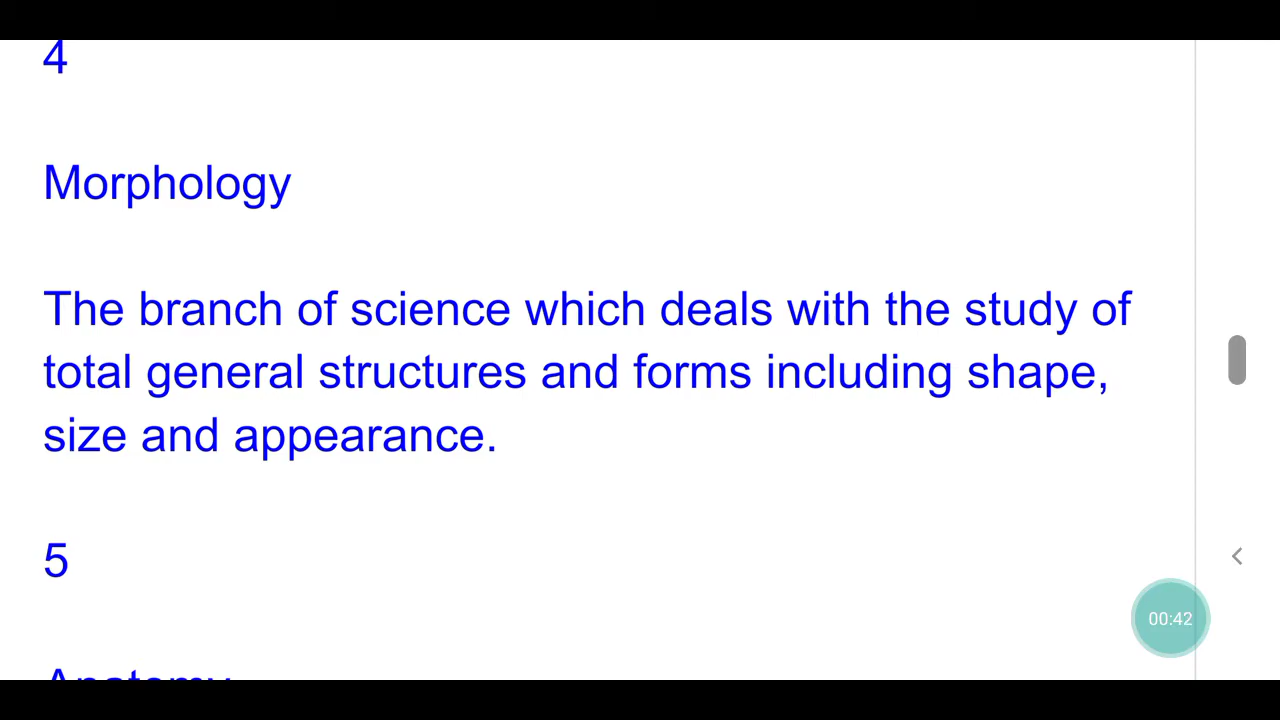 4
Morphology
The branch of science which deals with the study of
total general structures and forms including shape,
size and appearance.
5
00:42
Anatomy